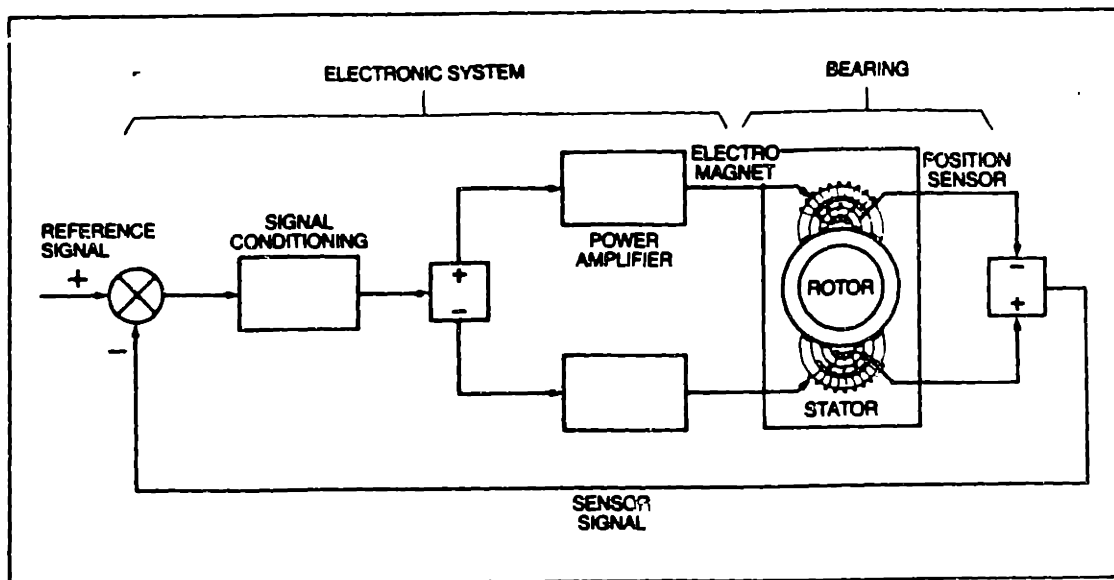 ELECTRONIC SYSTEM
BEARING
ELECTRO
MAGNET
POSITION
SENSOR
REFERENCE
SIGNAL
+
SIGNAL
CONDITIONING
+
−
POWER
AMPLIFIER
ROTOR
−
+
−
STATOR
SENSOR
SIGNAL